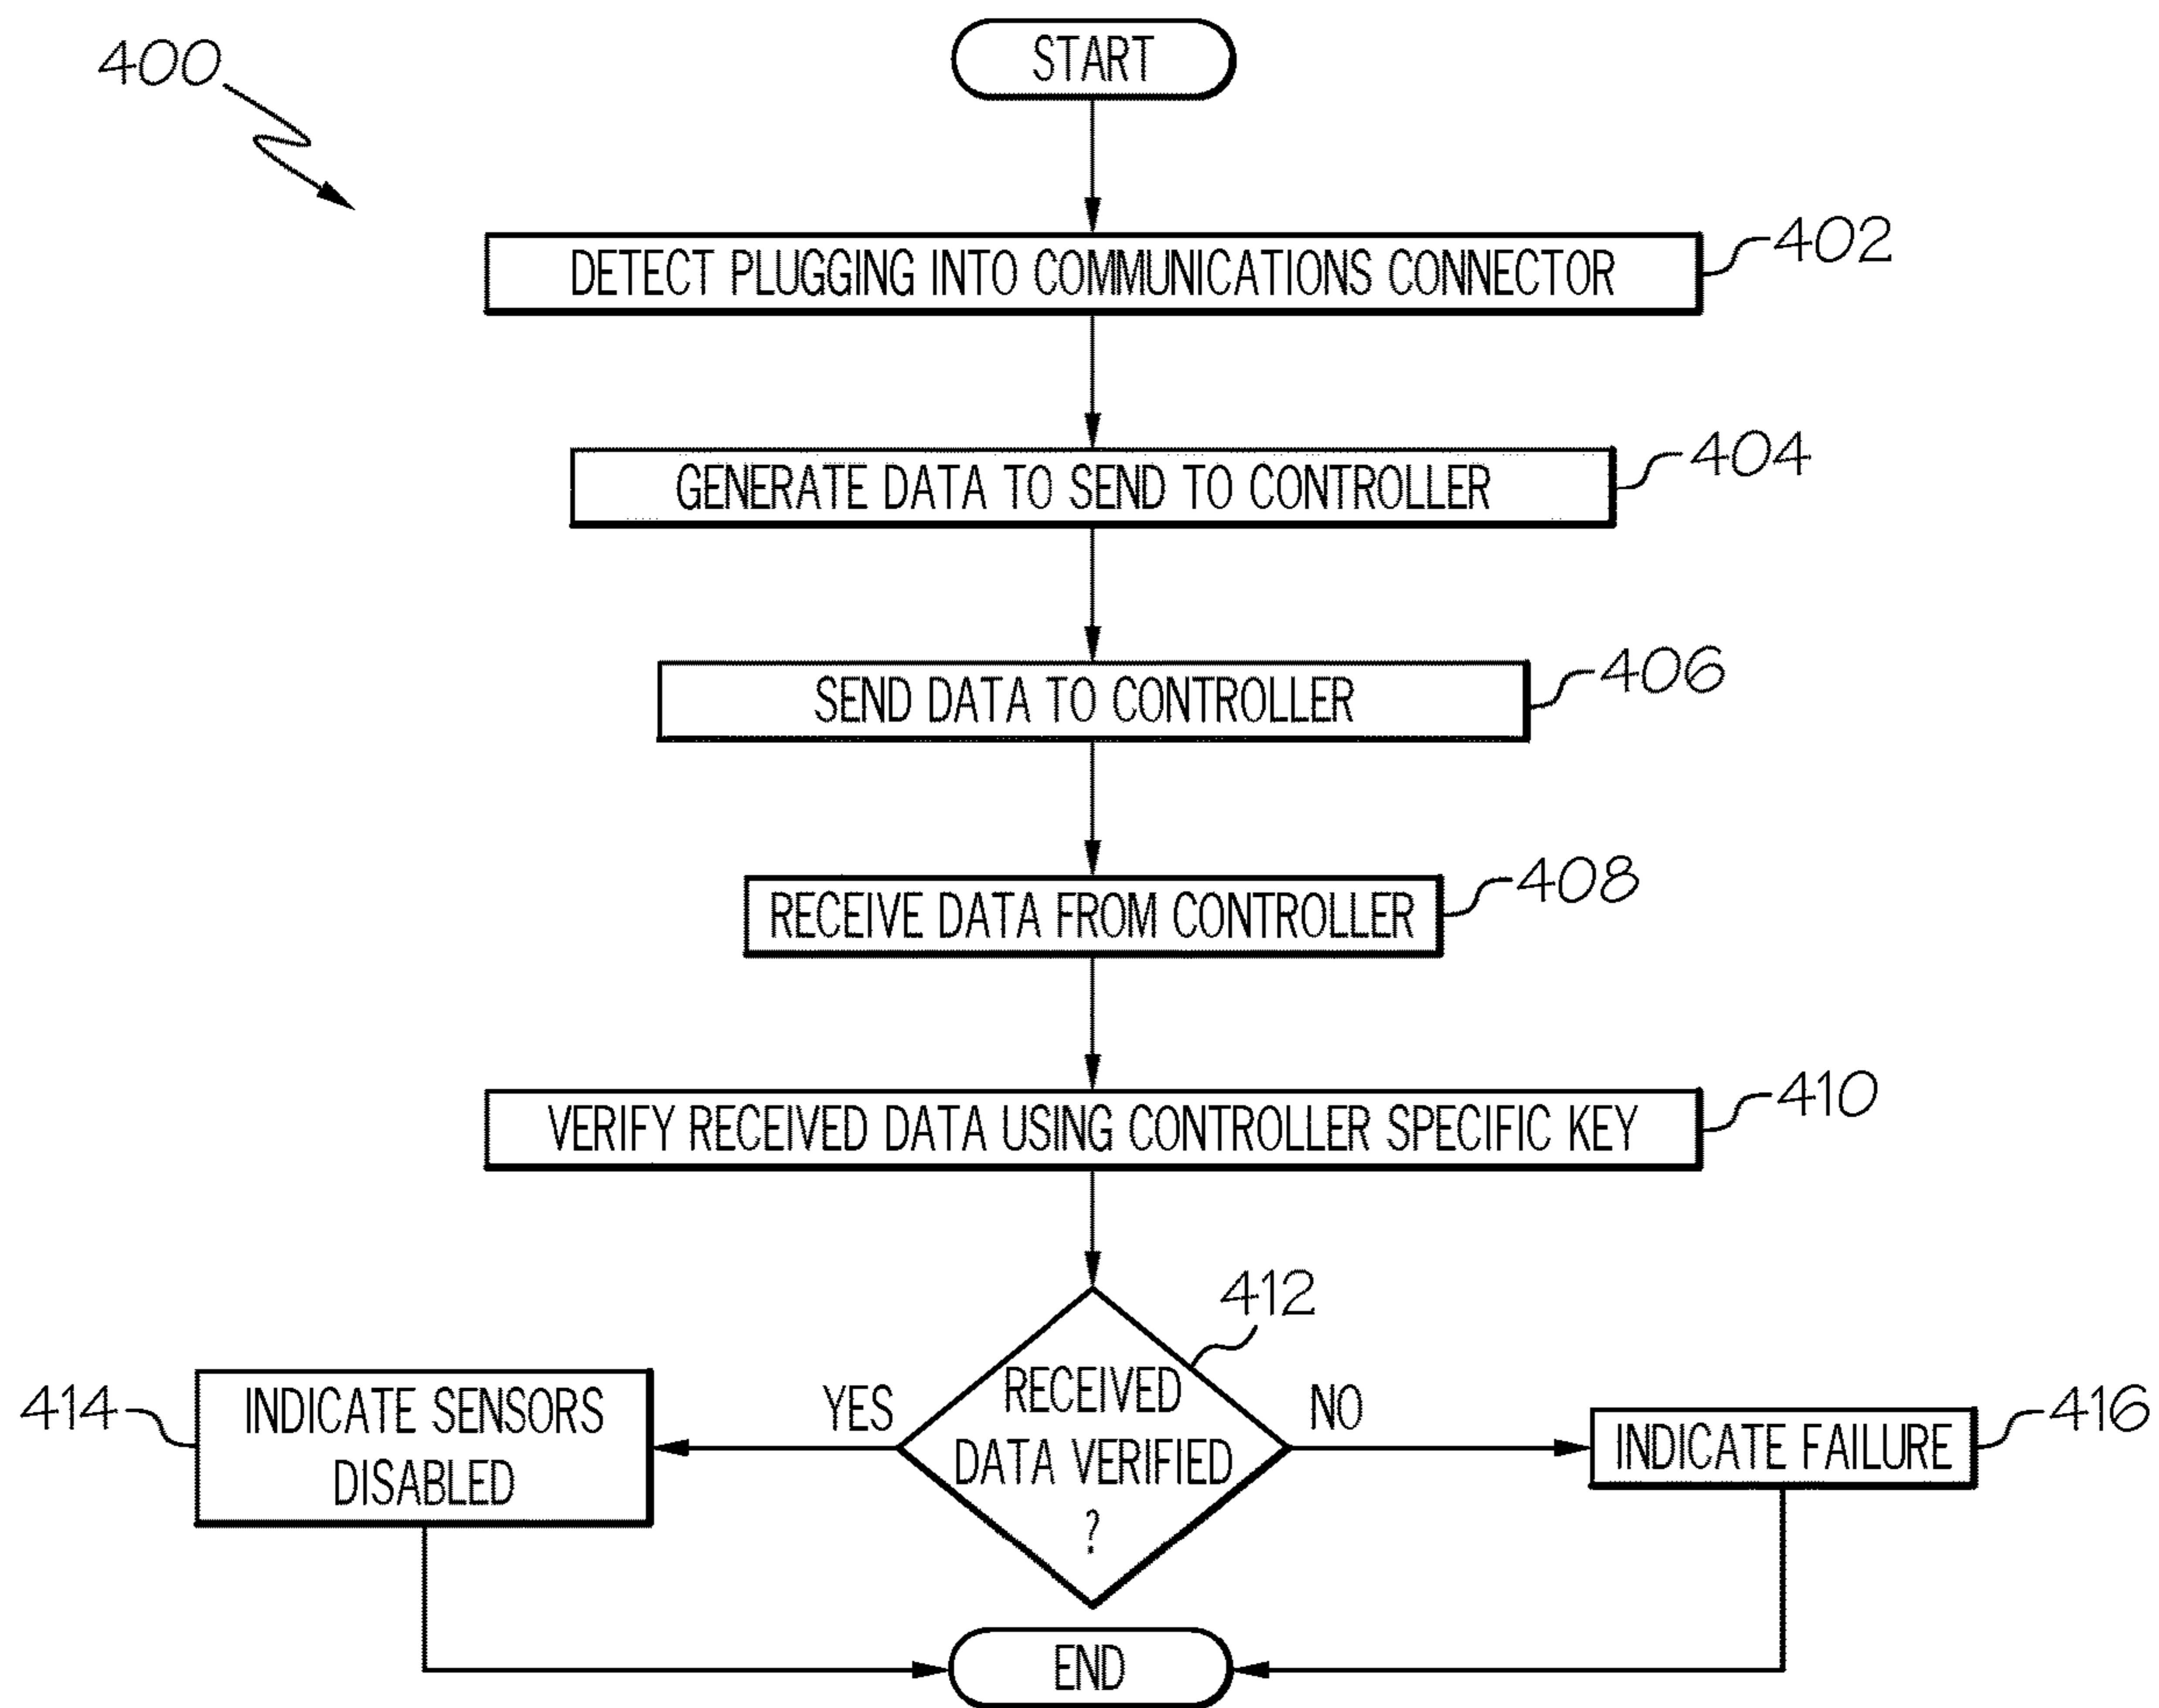 400
START
DETECT PLUGGING INTO COMMUNICATIONS CONNECTOR
402
GENERATE DATA TO SEND TO CONTROLLER
404
SEND DATA TO CONTROLLER
406
RECEIVE DATA FROM CONTROLLER
408
VERIFY RECEIVED DATA USING CONTROLLER SPECIFIC KEY
410
412
RECEIVED
DATA VERIFIED
?
YES
NO
414
INDICATE SENSORS
DISABLED
INDICATE FAILURE
416
END